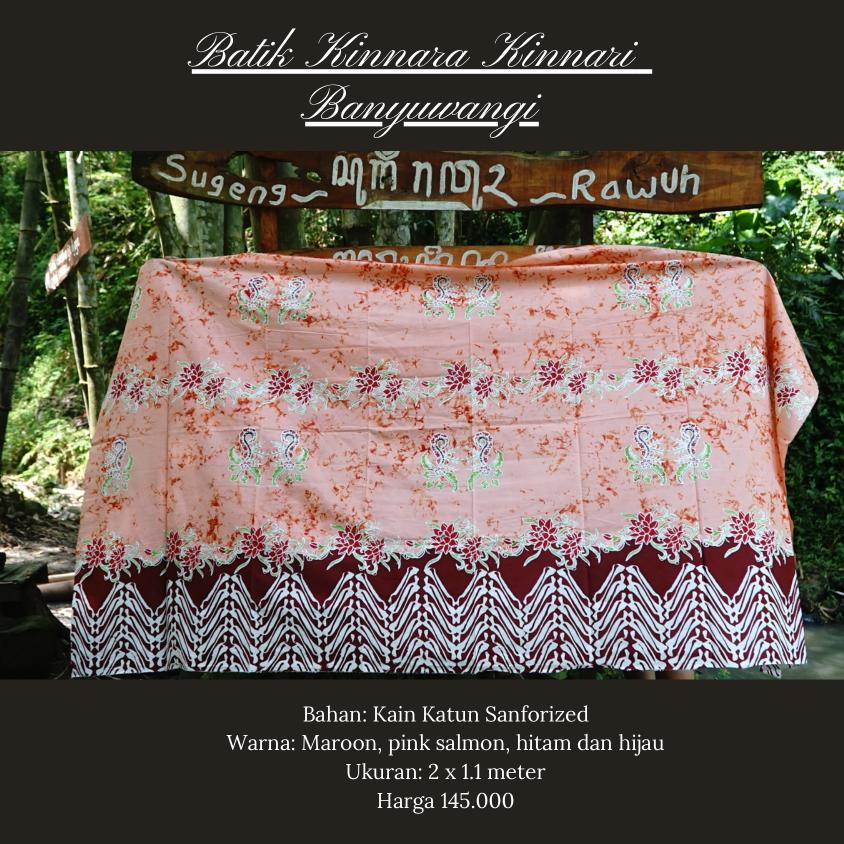 Batik Kinnara Kinnari
Banyuwangi
Sugeng Rawuh
Bahan: Kain Katun Sanforized
Warna: Maroon, pink salmon, hitam dan hijau
Ukuran: 2 x 1.1 meter
Harga 145.000